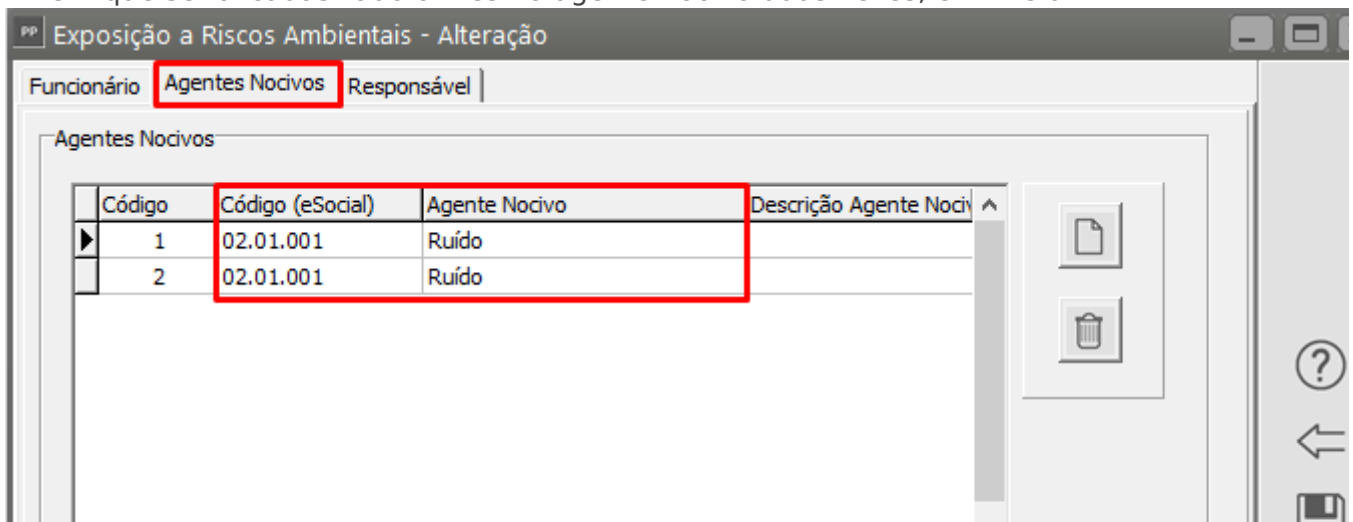 PP Exposição a Riscos Ambientais - Alteração
Funcionário Agentes Nocivos Responsável
Agentes Nocivos
Código Código (eSocial) Agente Nocivo Descrição Agente Nociv
1 02.01.001 Ruído
2 02.01.001 Ruído
?